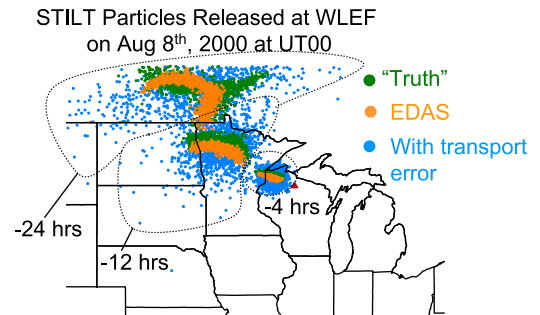 STILT Particles Released at WLEF
on Aug 8th, 2000 at UT00
“Truth”
EDAS
With transport
error
-4 hrs
-24 hrs
-12 hrs